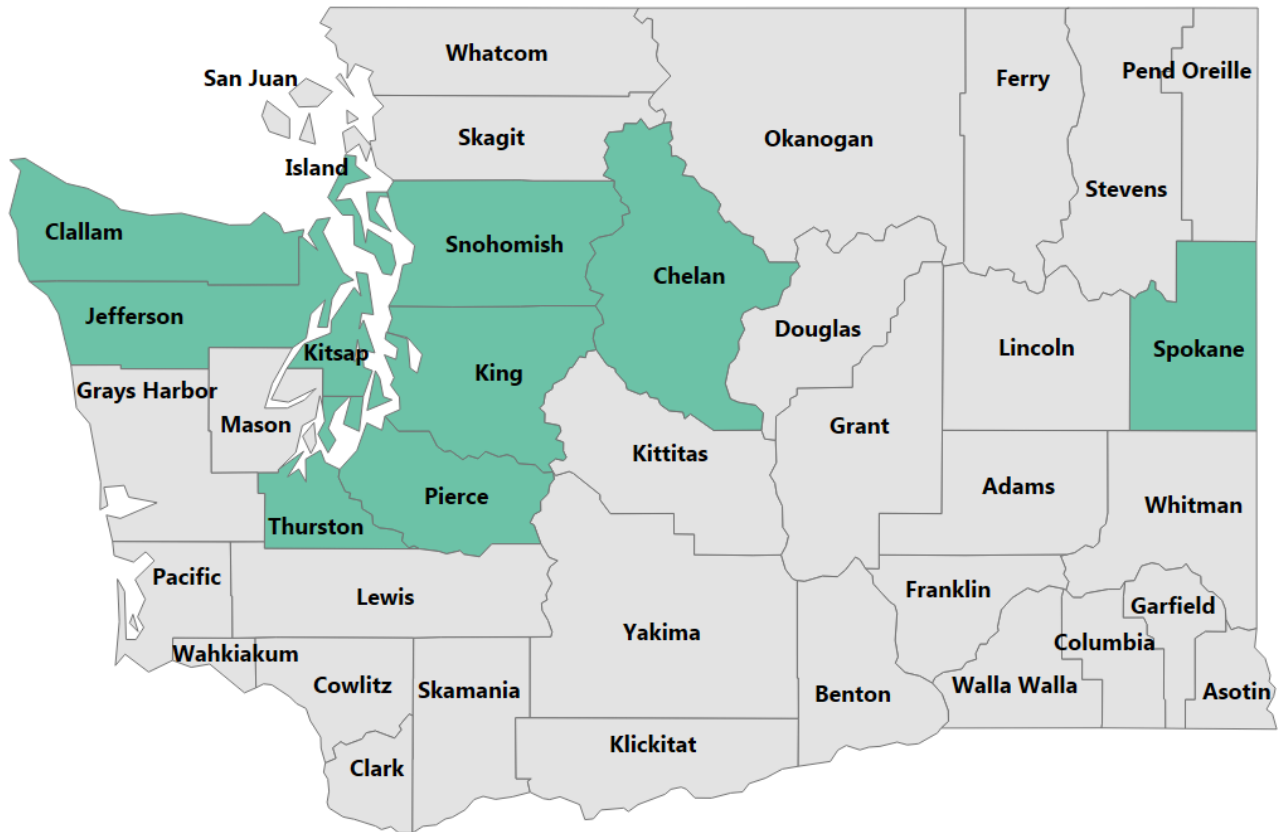 Whatcom
San Juan
Ferry
Pend Oreille
Skagit
Okanogan
Island
Stevens
Clallam
Snohomish
Chelan
Jefferson
Douglas
Kitsap
Lincoln
Spokane
King
Grays Harbor
Mason
Grant
Kittitas
Adams
Pierce
Whitman
Thurston
Pacific
Lewis
Franklin
Garfield
Yakima
Columbia
Wahkiakum
Cowlitz
Skamania
Walla Walla
Benton
Asotin
Klickitat
Clark